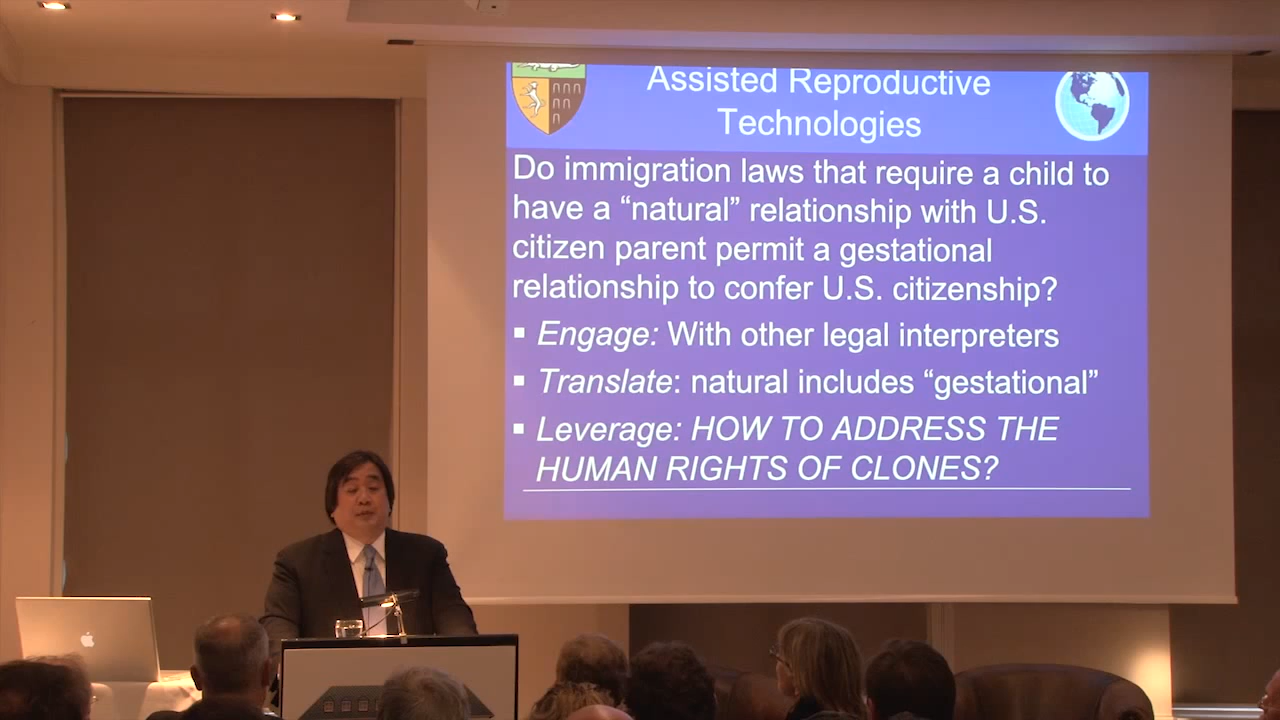 Assisted Reproductive
Technologies
Do immigration laws that require a child to
have a “natural” relationship with U.S.
citizen parent permit a gestational
relationship to confer U.S. citizenship?
▪ Engage: With other legal interpreters
▪ Translate: natural includes “gestational”
▪ Leverage: HOW TO ADDRESS THE
HUMAN RIGHTS OF CLONES?